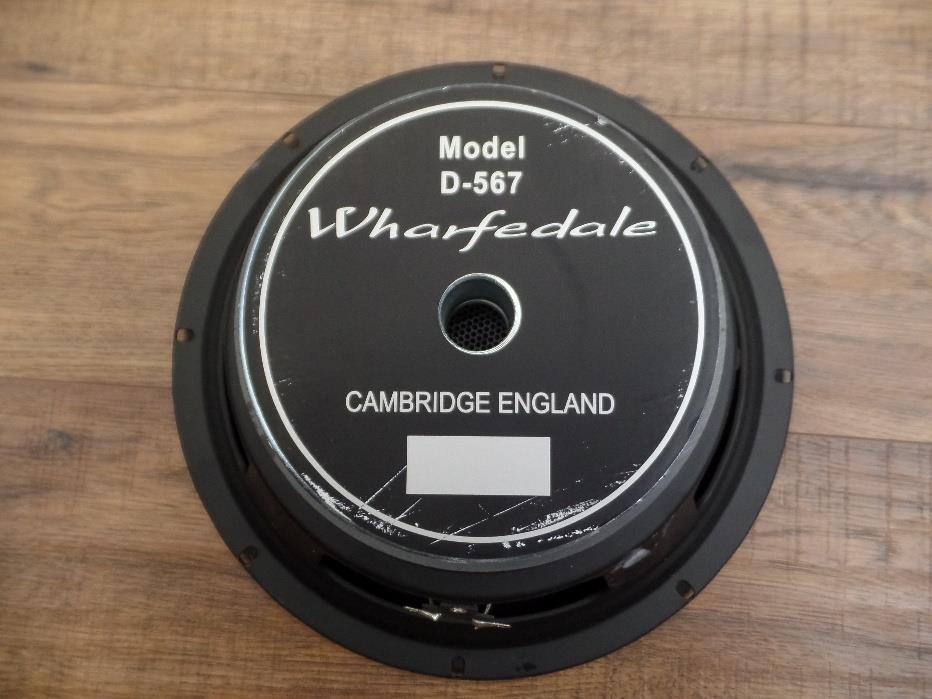 Model
D-567
Wharfedale
CAMBRIDGE ENGLAND